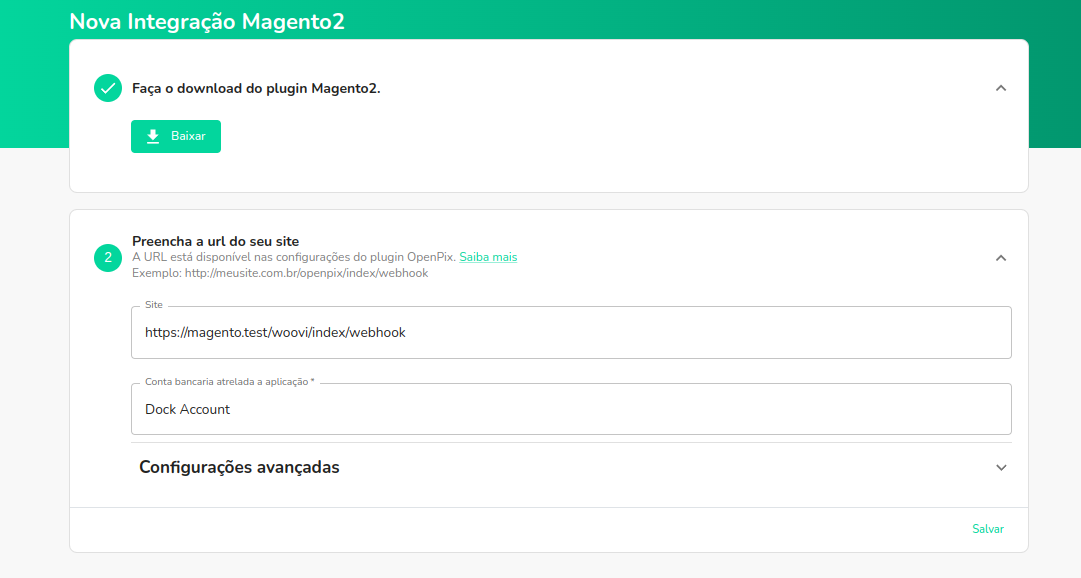 Nova Integração Magento2
Faça o download do plugin Magento2.
Baixar
2
Preencha a url do seu site
A URL está disponível nas configurações do plugin OpenPix. Saiba mais
Exemplo: http://meusite.com.br/openpix/index/webhook
Site
https://magento.test/woovi/index/webhook
Conta bancaria atrelada a aplicação *
Dock Account
Configurações avançadas
Salvar